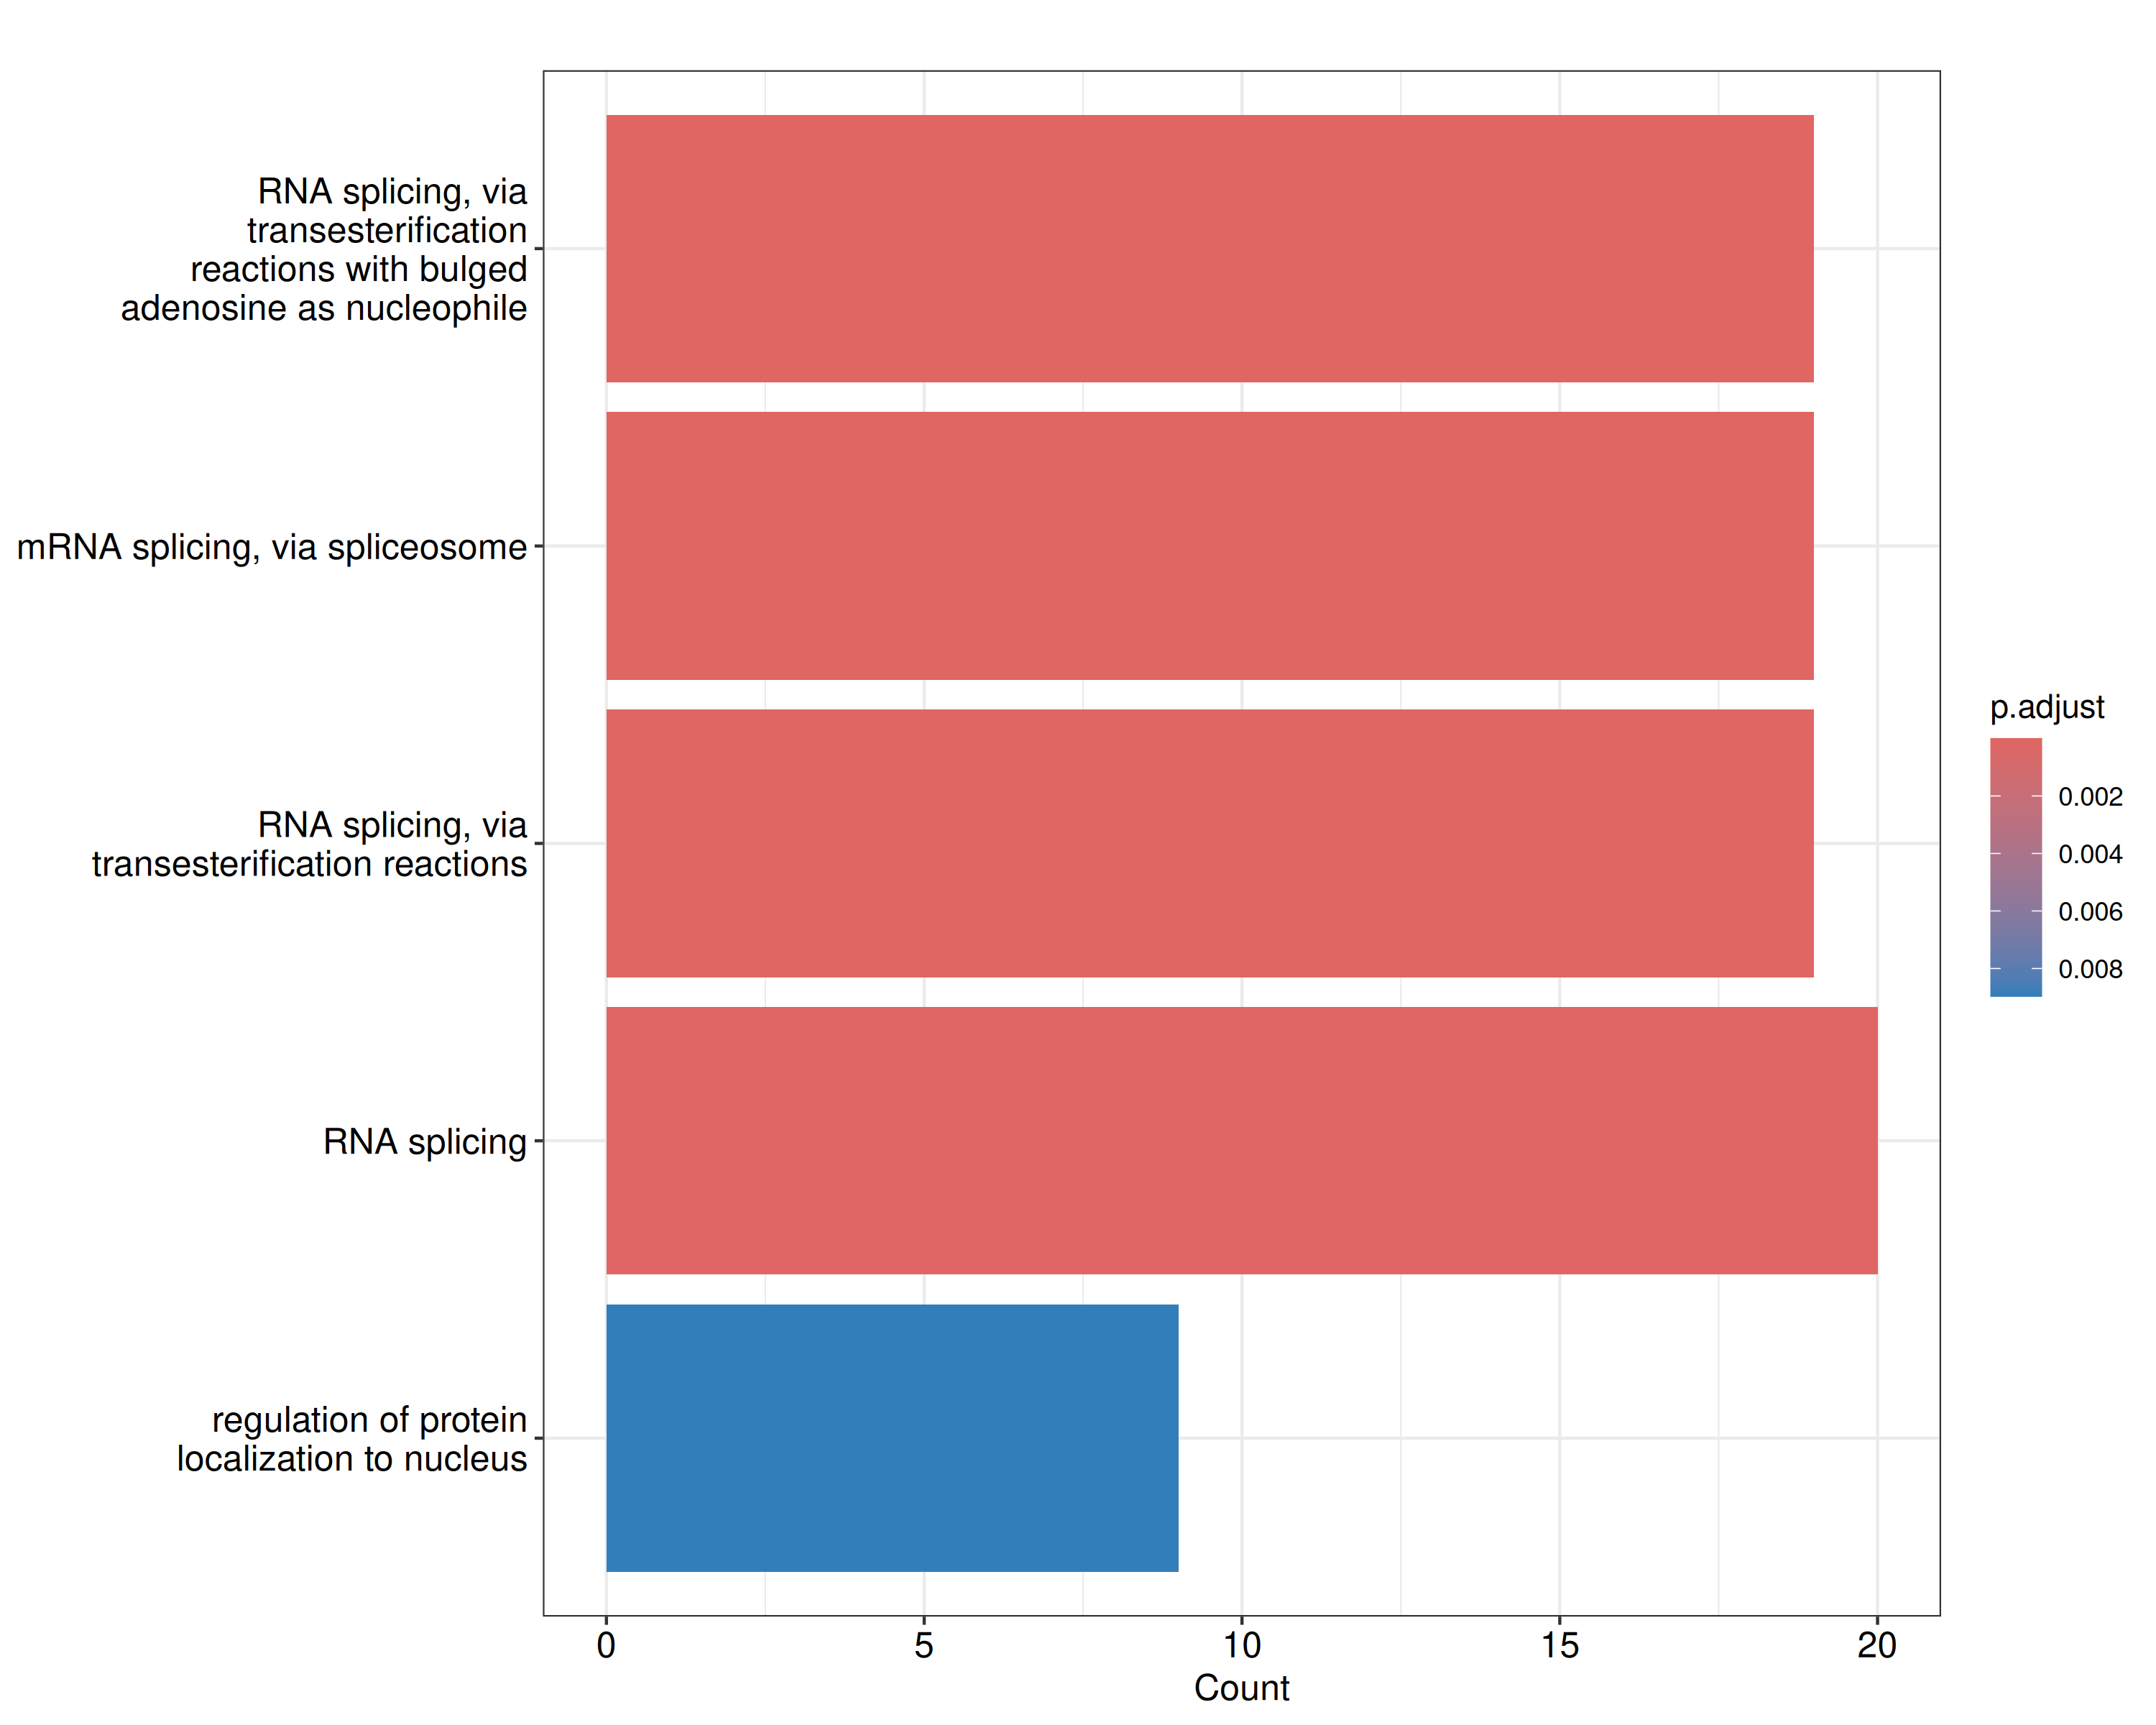 RNA splicing, via
transesterification
reactions with bulged
adenosine as nucleophile
mRNA splicing, via spliceosome
RNA splicing, via
transesterification reactions
RNA splicing
regulation of protein
localization to nucleus
0
5
10
15
20
Count
p.adjust
0.002
0.004
0.006
0.008